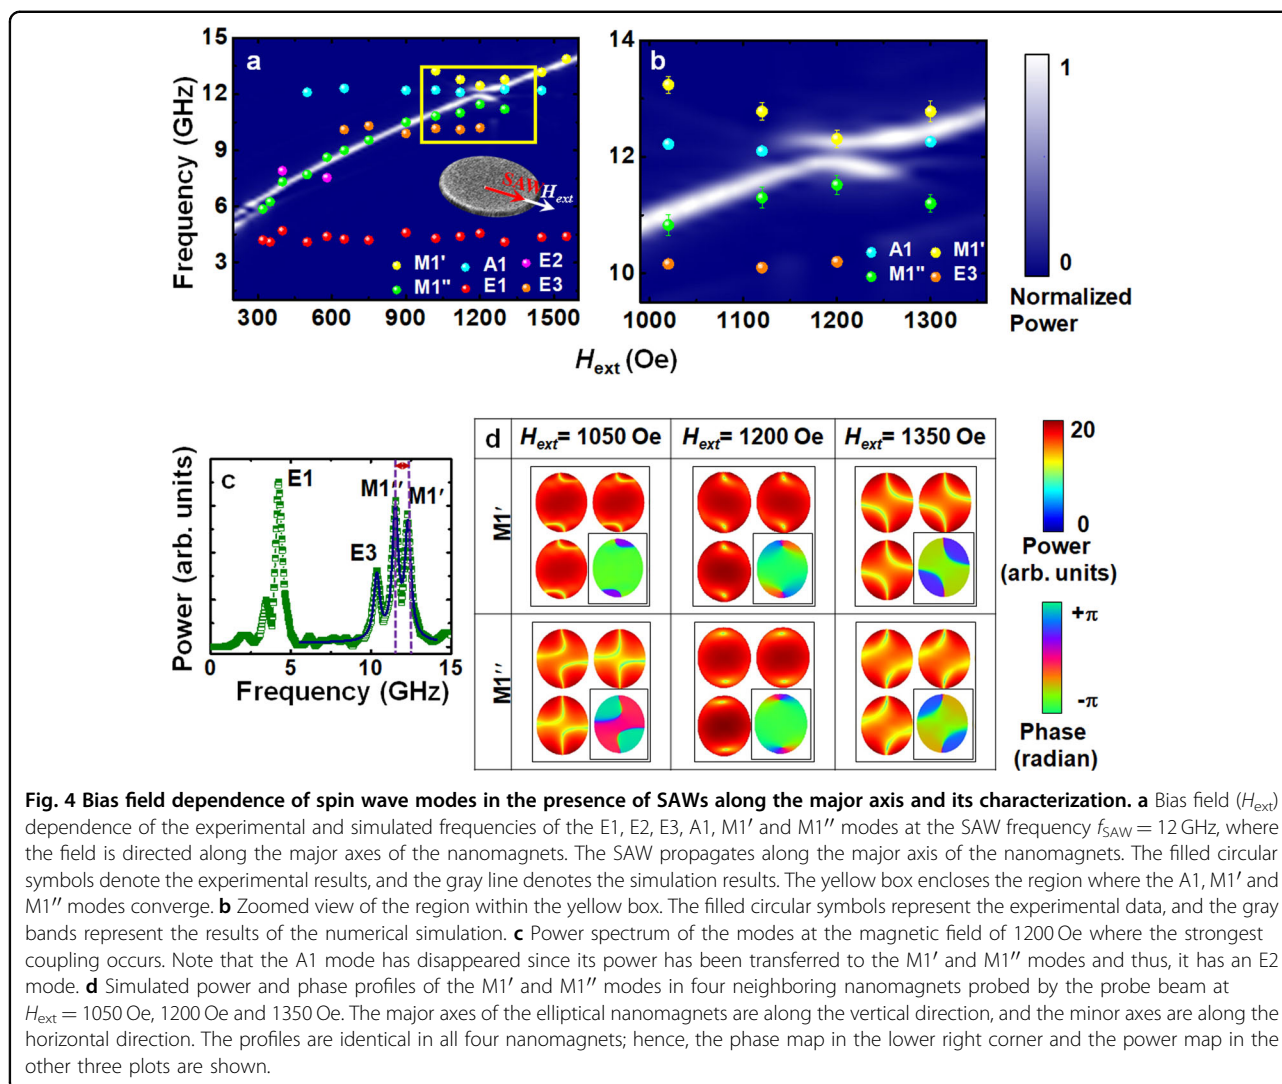 15
12
9
6
3
Frequency (GHz)
a
SAW
H_ext
M1′ A1 E2
M1″ E1 E3
300 600 900 1200 1500
14
12
10
b
A1 M1′
M1″ E3
1000 1100 1200 1300
H_ext (Oe)
1
0
Normalized
Power
Power (arb. units)
c
E1
M1″
M1′
E3
0 5 10 15
Frequency (GHz)
d
H_ext= 1050 Oe
H_ext= 1200 Oe
H_ext= 1350 Oe
M1′
M1″
20
0
Power
(arb. units)
+π
-π
Phase
(radian)
Fig. 4 Bias field dependence of spin wave modes in the presence of SAWs along the major axis and its characterization. a Bias field (H_ext)
dependence of the experimental and simulated frequencies of the E1, E2, E3, A1, M1′ and M1″ modes at the SAW frequency f_SAW = 12 GHz, where
the field is directed along the major axes of the nanomagnets. The SAW propagates along the major axis of the nanomagnets. The filled circular
symbols denote the experimental results, and the gray line denotes the simulation results. The yellow box encloses the region where the A1, M1′ and
M1″ modes converge. b Zoomed view of the region within the yellow box. The filled circular symbols represent the experimental data, and the gray
bands represent the results of the numerical simulation. c Power spectrum of the modes at the magnetic field of 1200 Oe where the strongest
coupling occurs. Note that the A1 mode has disappeared since its power has been transferred to the M1′ and M1″ modes and thus, it has an E2
mode. d Simulated power and phase profiles of the M1′ and M1″ modes in four neighboring nanomagnets probed by the probe beam at
H_ext = 1050 Oe, 1200 Oe and 1350 Oe. The major axes of the elliptical nanomagnets are along the vertical direction, and the minor axes are along the
horizontal direction. The profiles are identical in all four nanomagnets; hence, the phase map in the lower right corner and the power map in the
other three plots are shown.